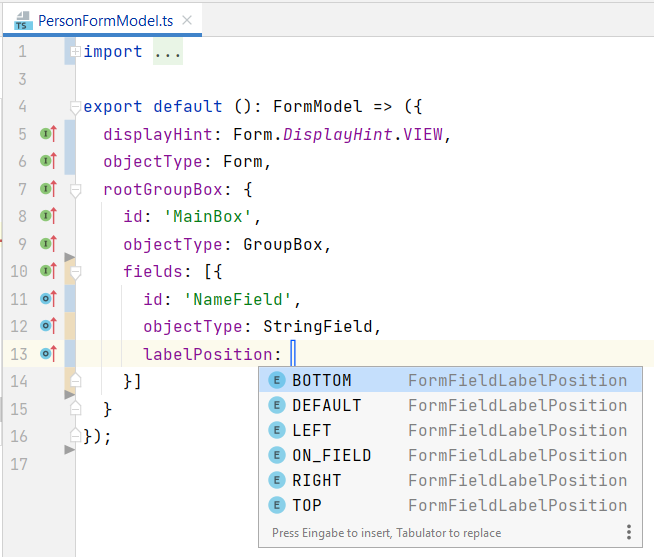 TS PersonFormModel.ts ×
1 import ...
3
4 export default (): FormModel => ({
5 I displayHint: Form.DisplayHint.VIEW,
6 I objectType: Form,
7 I rootGroupBox: {
8 I id: 'MainBox',
9 I objectType: GroupBox,
10 I fields: [{
11 O id: 'NameField',
12 O objectType: StringField,
13 O labelPosition:
14 }]
15 }
16 });
17
E BOTTOM FormFieldLabelPosition
E DEFAULT FormFieldLabelPosition
E LEFT FormFieldLabelPosition
E ON_FIELD FormFieldLabelPosition
E RIGHT FormFieldLabelPosition
E TOP FormFieldLabelPosition
Press Eingabe to insert, Tabulator to replace